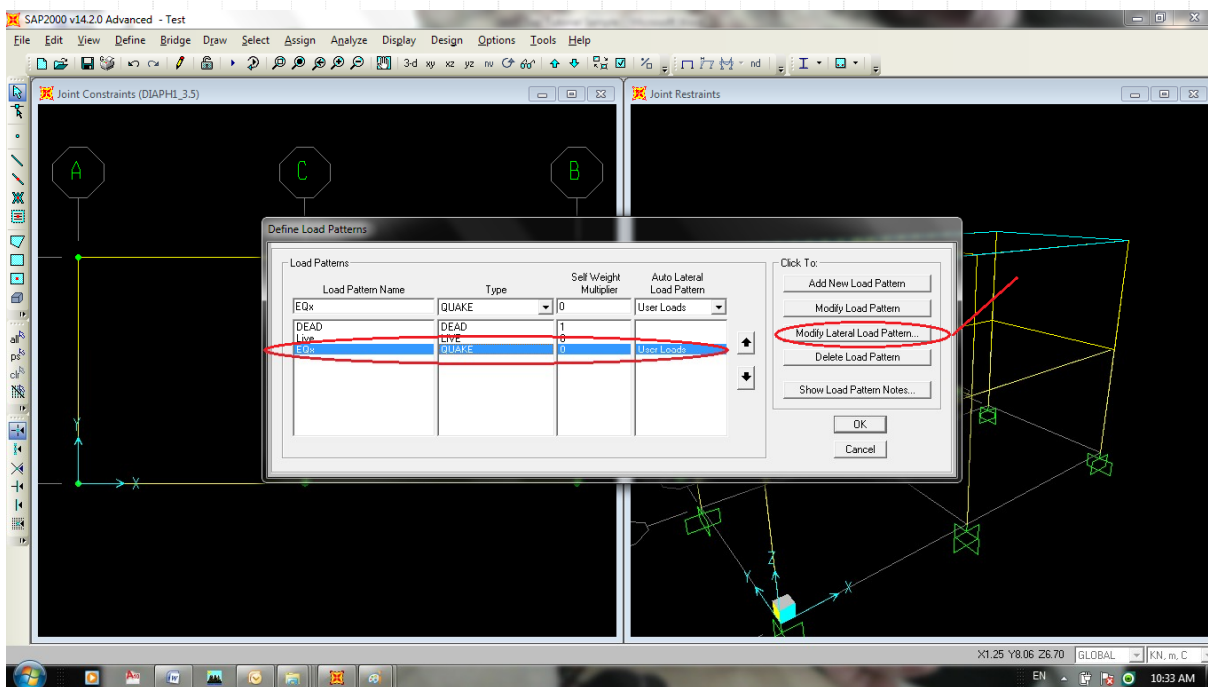 SAP2000 v14.2.0 Advanced - Test
File Edit View Define Bridge Draw Select Assign Analyze Display Design Options Tools Help
3-d xy xz yz nv nd
Joint Constraints (DIAPH1_3.5)
Joint Restraints
A C B
Define Load Patterns
Load Patterns
Click To:
Load Pattern Name Type Self Weight Multiplier Auto Lateral Load Pattern
Add New Load Pattern
EQx QUAKE 0 User Loads
Modify Load Pattern
DEAD DEAD 1
Live LIVE 0
Modify Lateral Load Pattern...
EQx QUAKE 0 User Loads
Delete Load Pattern
Show Load Pattern Notes...
OK
Cancel
all
ps
clr
Y
X
Z
Y
X
X1.25 Y8.06 Z6.70 GLOBAL KN, m, C
EN 10:33 AM